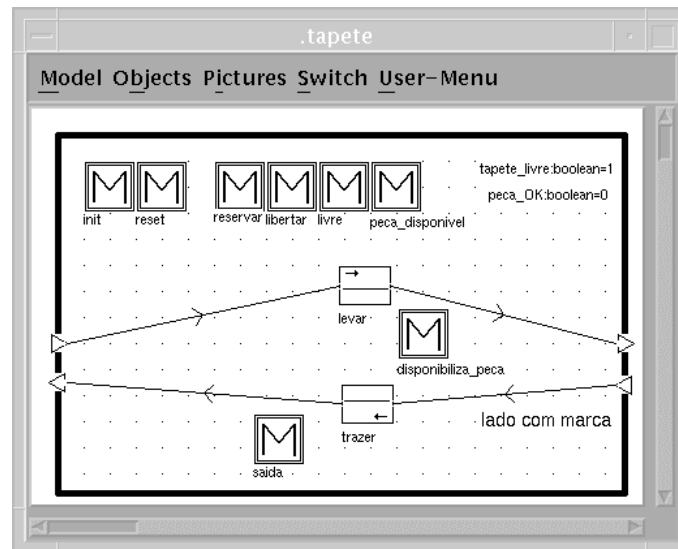 .tapete
Model Objects Pictures Switch User-Menu
tapete_livre:boolean=1
peca_OK:boolean=0
init reset reservar libertar livre peca_disponivel
levar
disponibiliza_peca
lado com marca
trazer
saida